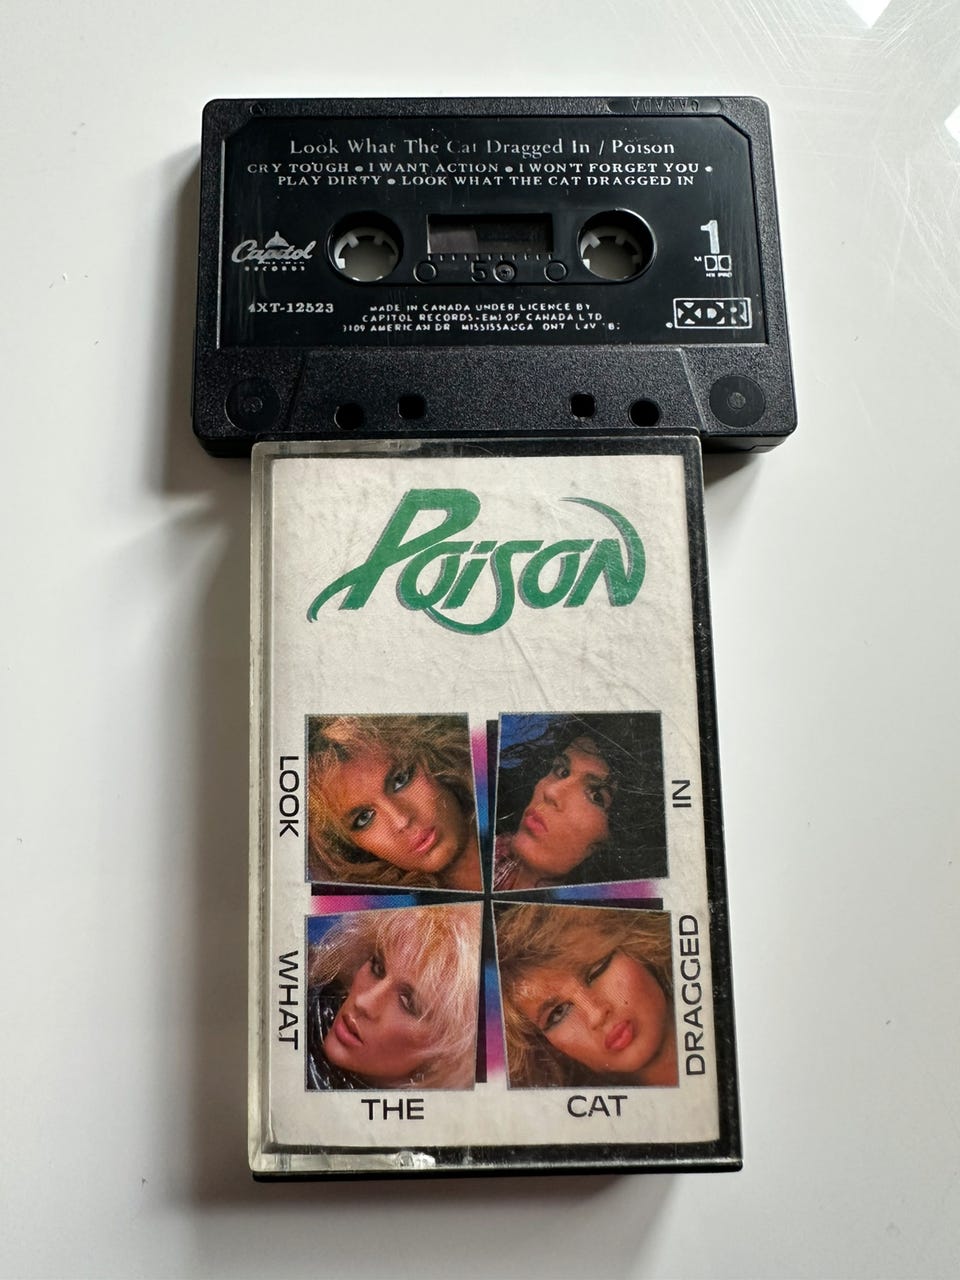 CANADA
Look What The Cat Dragged In / Poison
CRY TOUGH • I WANT ACTION • I WON'T FORGET YOU •
PLAY DIRTY • LOOK WHAT THE CAT DRAGGED IN
Capitol
RECORDS
50
1
4XT-12523
MADE IN CANADA UNDER LICENCE BY
CAPITOL RECORDS-EMI OF CANADA LTD
3109 AMERICAN DR MISSISSAUGA ONT
XDR
Poison
LOOK
WHAT
THE
CAT
DRAGGED
IN